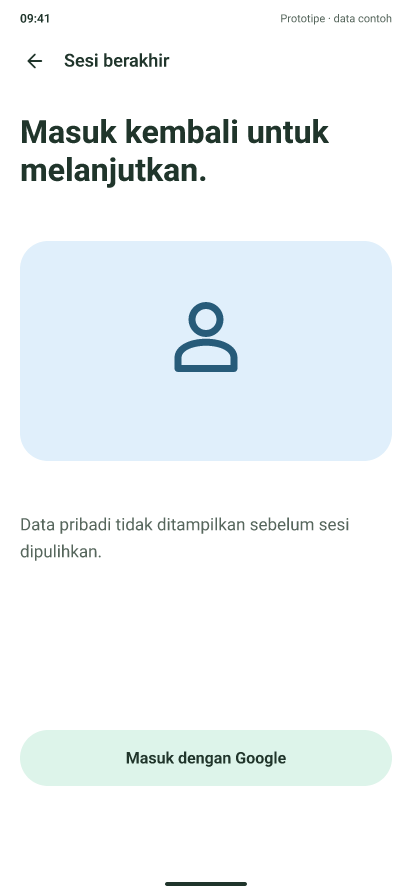 09:41
Prototipe · data contoh
Sesi berakhir
Masuk kembali untuk
melanjutkan.
Data pribadi tidak ditampilkan sebelum sesi
dipulihkan.
Masuk dengan Google